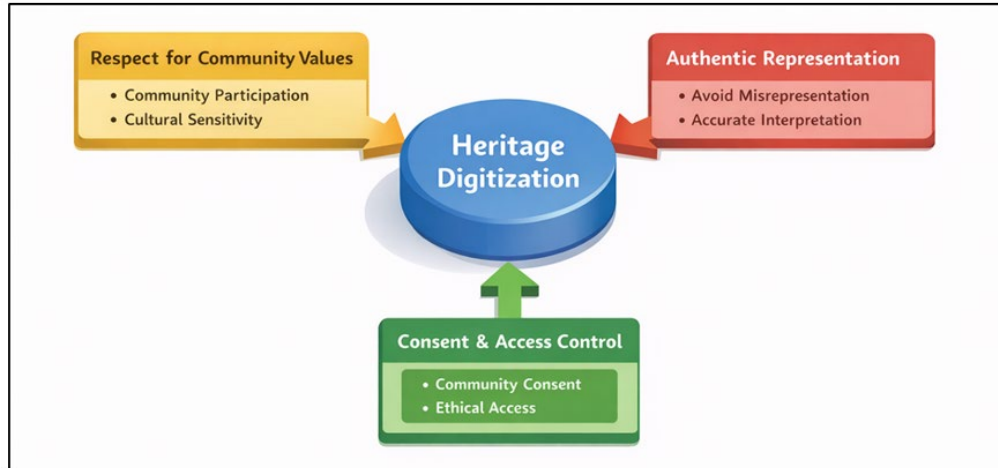 Respect for Community Values
• Community Participation
• Cultural Sensitivity
Authentic Representation
• Avoid Misrepresentation
• Accurate Interpretation
Heritage
Digitization
Consent & Access Control
• Community Consent
• Ethical Access